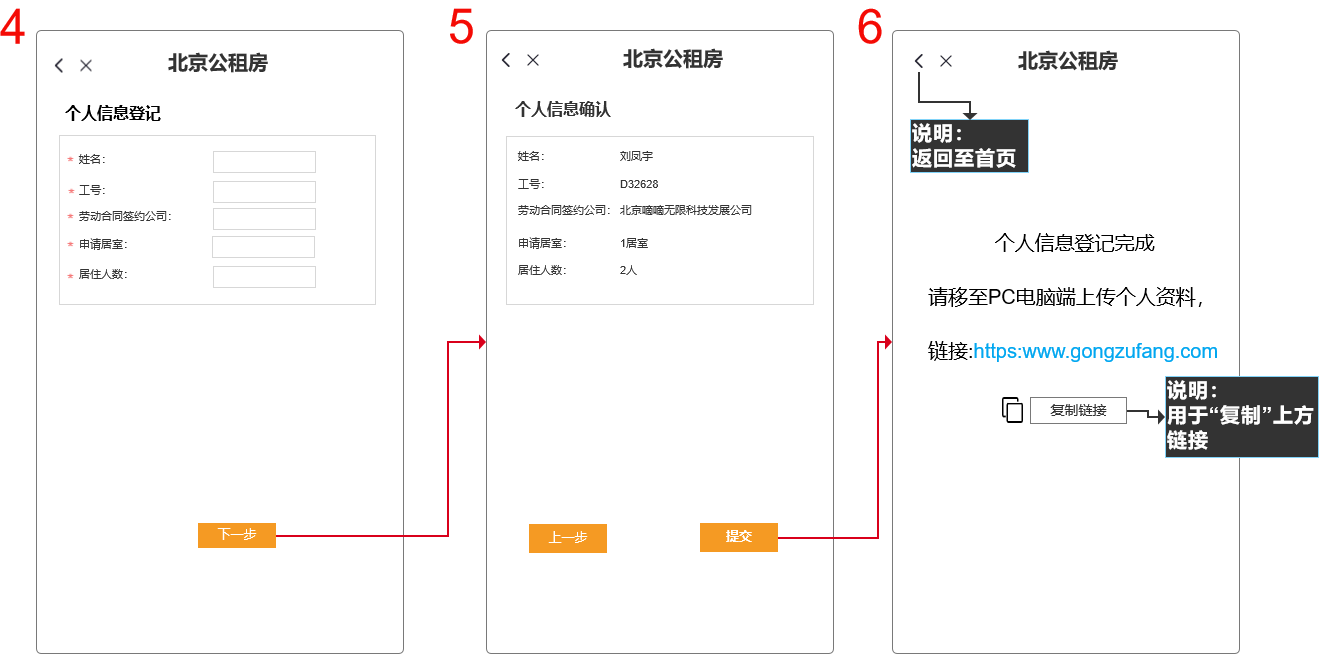 4
北京公租房
个人信息登记
* 姓名:
* 工号:
* 劳动合同签约公司:
* 申请居室:
* 居住人数:
下一步
5
北京公租房
个人信息确认
姓名: 刘凤宇
工号: D32628
劳动合同签约公司: 北京嘀嘀无限科技发展公司
申请居室: 1居室
居住人数: 2人
上一步
提交
6
北京公租房
说明:
返回至首页
个人信息登记完成
请移至PC电脑端上传个人资料,
链接:https:www.gongzufang.com
复制链接
说明:
用于“复制”上方
链接